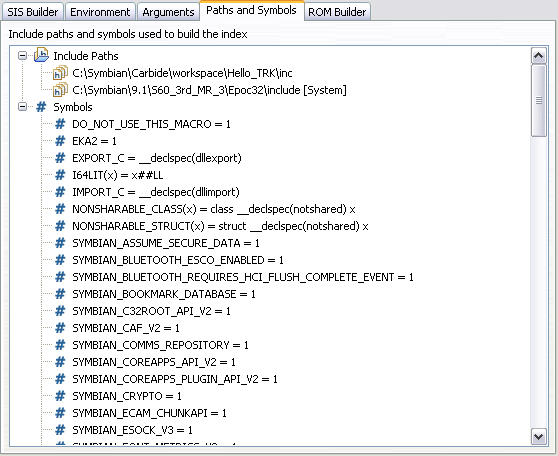 SIS Builder Environment Arguments Paths and Symbols ROM Builder
Include paths and symbols used to build the index
Include Paths
C:\Symbian\Carbide\workspace\Hello_TRK\inc
C:\Symbian\9.1\S60_3rd_MR_3\Epoc32\include [System]
Symbols
DO_NOT_USE_THIS_MACRO = 1
EKA2 = 1
EXPORT_C = __declspec(dllexport)
I64LIT(x) = x##LL
IMPORT_C = __declspec(dllimport)
NONSHARABLE_CLASS(x) = class __declspec(notshared) x
NONSHARABLE_STRUCT(x) = struct __declspec(notshared) x
SYMBIAN_ASSUME_SECURE_DATA = 1
SYMBIAN_BLUETOOTH_ESCO_ENABLED = 1
SYMBIAN_BLUETOOTH_REQUIRES_HCI_FLUSH_COMPLETE_EVENT = 1
SYMBIAN_BOOKMARK_DATABASE = 1
SYMBIAN_C32ROOT_API_V2 = 1
SYMBIAN_CAF_V2 = 1
SYMBIAN_COMMS_REPOSITORY = 1
SYMBIAN_COREAPPS_API_V2 = 1
SYMBIAN_COREAPPS_PLUGIN_API_V2 = 1
SYMBIAN_CRYPTO = 1
SYMBIAN_ECAM_CHUNKAPI = 1
SYMBIAN_ESOCK_V3 = 1